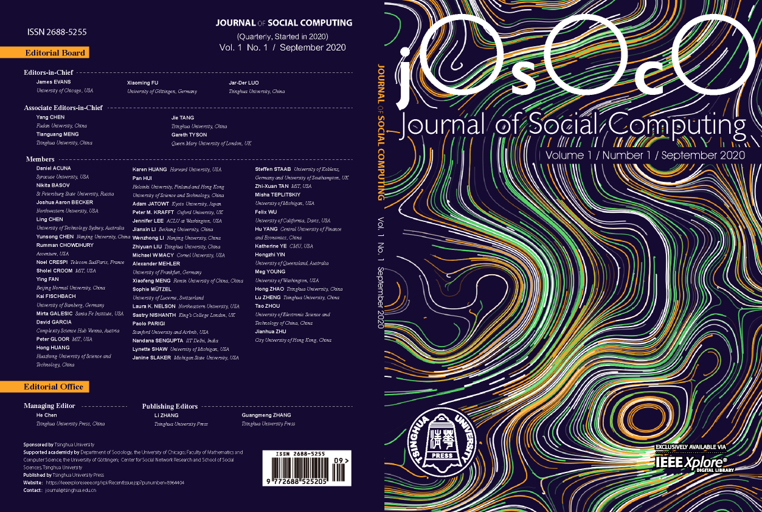 ISSN 2688-5255
JOURNAL OF SOCIAL COMPUTING
(Quarterly, Started in 2020)
Vol. 1 No. 1 / September 2020
Editorial Board
Editors-in-Chief
James EVANS
University of Chicago, USA
Xiaoming FU
University of Göttingen, Germany
Jar-Der LUO
Tsinghua University, China
Associate Editors-in-Chief
Yang CHEN
Fudan University, China
Tianguang MENG
Tsinghua University, China
Jie TANG
Tsinghua University, China
Gareth TYSON
Queen Mary University of London, UK
Members
Daniel ACUNA
Syracuse University, USA
Nikita BASOV
St Petersburg State University, Russia
Joshua Aaron BECKER
Northwestern University, USA
Ling CHEN
University of Technology Sydney, Australia
Yunsong CHEN Nanjing University, China
Rumman CHOWDHURY
Accenture, USA
Noel CRESPI Telecom SudParis, France
Sholei CROOM MIT, USA
Ying FAN
Beijing Normal University, China
Kai FISCHBACH
University of Bamberg, Germany
Mirta GALESIC Santa Fe Institute, USA
David GARCIA
Complexity Science Hub Vienna, Austria
Peter GLOOR MIT, USA
Hong HUANG
Huazhong University of Science and
Technology, China
Karen HUANG Harvard University, USA
Pan HUI
Helsinki University, Finland and Hong Kong
University of Science and Technology, China
Adam JATOWT Kyoto University, Japan
Peter M. KRAFFT Oxford University, UK
Jennifer LEE ACLU at Washington, USA
Jianxin LI Beihang University, China
Wenzhong LI Nanjing University, China
Zhiyuan LIU Tsinghua University, China
Michael W MACY Cornell University, USA
Alexander MEHLER
University of Frankfurt, Germany
Xiaofeng MENG Renmin University of China, China
Sophie MÜTZEL
University of Lucerne, Switzerland
Laura K. NELSON Northeastern University, USA
Sastry NISHANTH King's College London, UK
Paolo PARIGI
Stanford University and Airbnb, USA
Nandana SENGUPTA IIT Delhi, India
Lynette SHAW University of Michigan, USA
Janine SLAKER Michigan State University, USA
Steffen STAAB University of Koblenz,
Germany and University of Southampton, UK
Zhi-Xuan TAN MIT, USA
Misha TEPLITSKIY
University of Michigan, USA
Felix WU
University of California, Davis, USA
Hu YANG Central University of Finance
and Economics, China
Katherine YE CMU, USA
Hongzhi YIN
University of Queensland, Australia
Meg YOUNG
University of Washington, USA
Hong ZHAO Tsinghua University, China
Lu ZHENG Tsinghua University, China
Tao ZHOU
University of Electronic Science and
Technology of China, China
Jianhua ZHU
City University of Hong Kong, China
Editorial Office
Managing Editor
He Chen
Tsinghua University Press, China
Publishing Editors
Li ZHANG
Tsinghua University Press
Guangmeng ZHANG
Tsinghua University Press
Sponsored by Tsinghua University
Supported academicly by Department of Sociology, the University of Chicago; Faculty of Mathematics and
Computer Science, the University of Göttingen; Center for Social Network Research and School of Social
Sciences, Tsinghua University
Published by Tsinghua University Press
Contact: journal@tsinghua.edu.cn
ISSN 2688-5255
09>
9 772688 525205
JOURNAL OF SOCIAL COMPUTING Vol. 1 No. 1 September 2020
joSoCo
Journal of Social Computing
Volume 1 / Number 1 / September 2020
TSINGHUA UNIVERSITY
PRESS
EXCLUSIVELY AVAILABLE VIA
IEEE Xplore®
DIGITAL LIBRARY